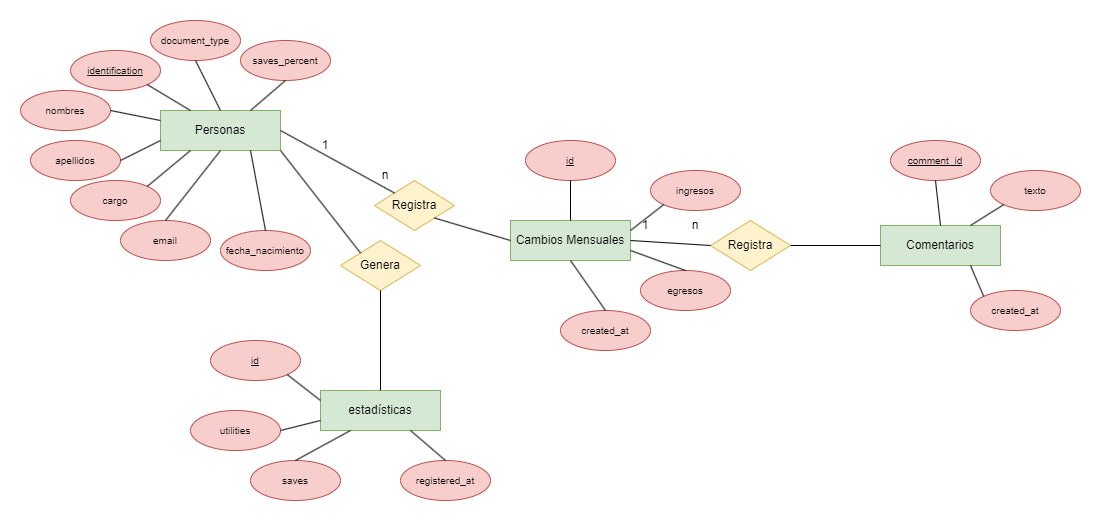 document_type
saves_percent
identification
nombres
Personas
apellidos
cargo
email
fecha_nacimiento
1
n
Registra
Genera
id
ingresos
Cambios Mensuales
1
n
Registra
egresos
created_at
comment_id
texto
Comentarios
created_at
id
estadísticas
utilities
saves
registered_at